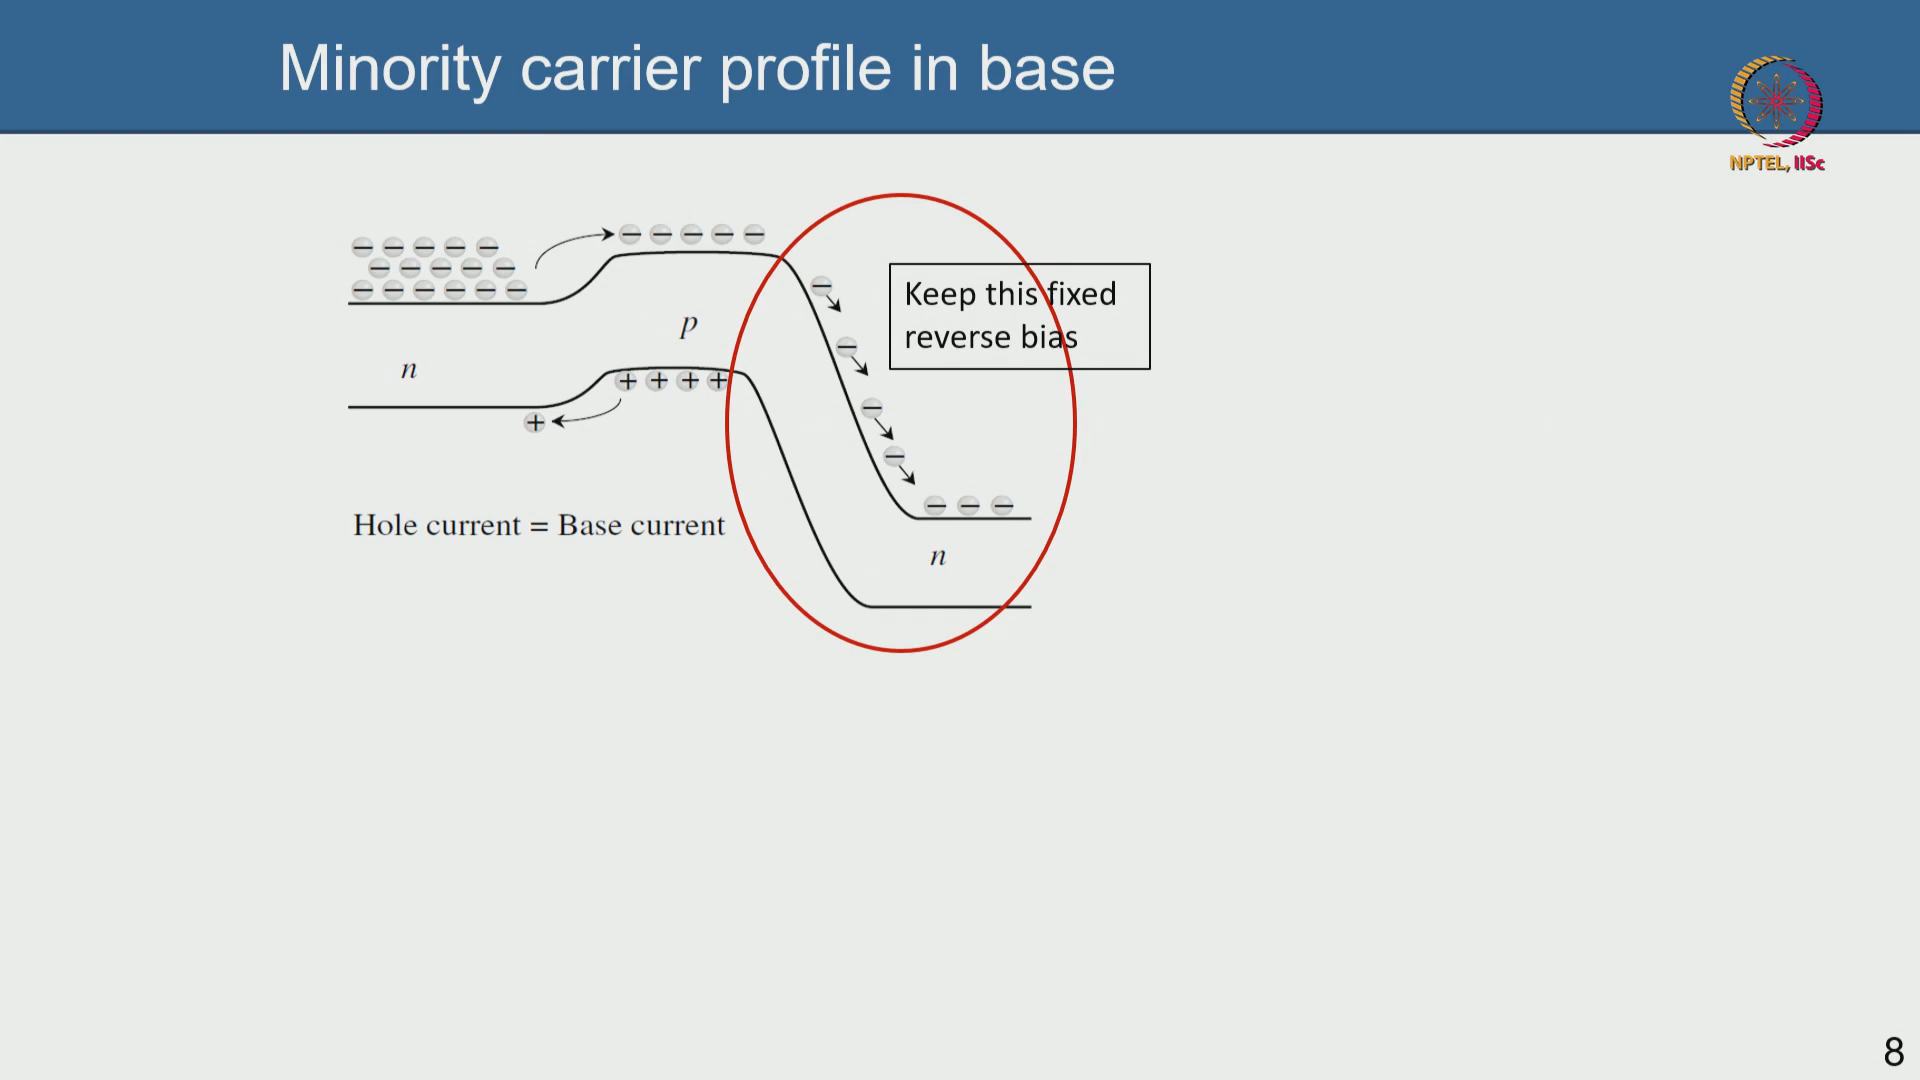 Minority carrier profile in base
NPTEL, IISc
Keep this fixed
reverse bias
p
n
Hole current = Base current
n
8